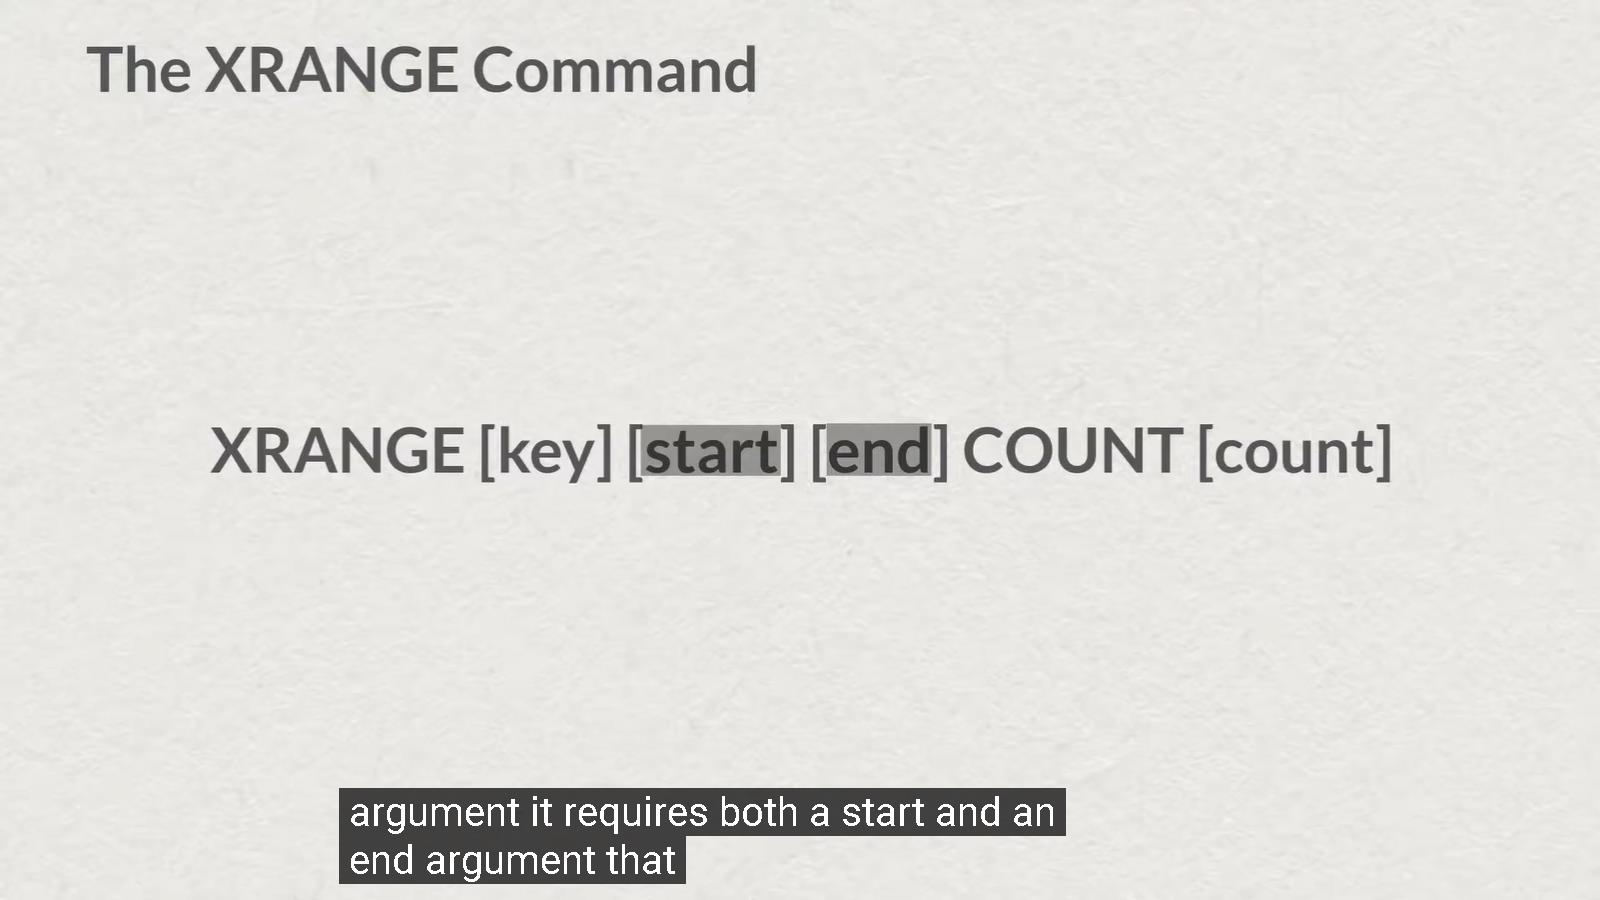 The XRANGE Command
XRANGE [key] [start] [end] COUNT [count]
argument it requires both a start and an
end argument that